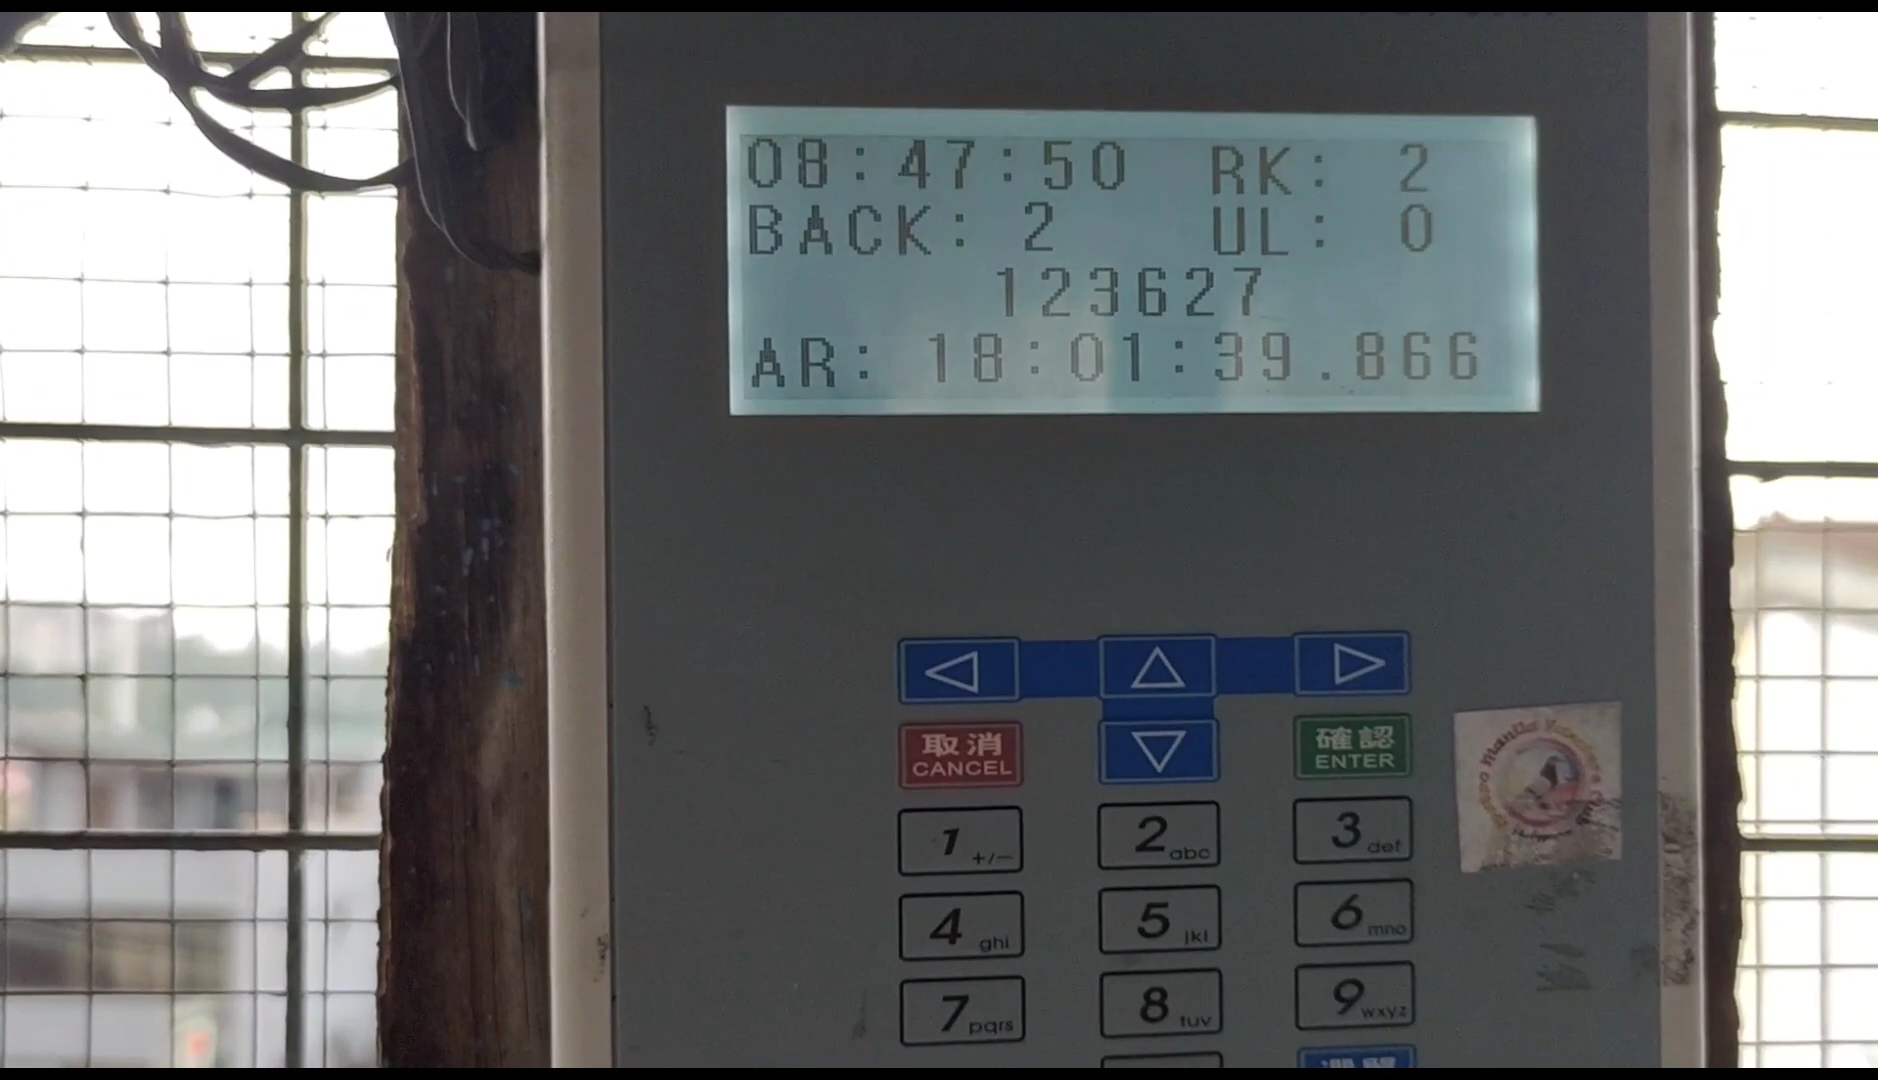 08:47:50 RK: 2
BACK: 2 UL: 0
123627
AR: 18:01:39.866
取消
CANCEL
確認
ENTER
1 +/−
2 abc
3 def
4 ghi
5 jkl
6 mno
7 pqrs
8 tuv
9 wxyz